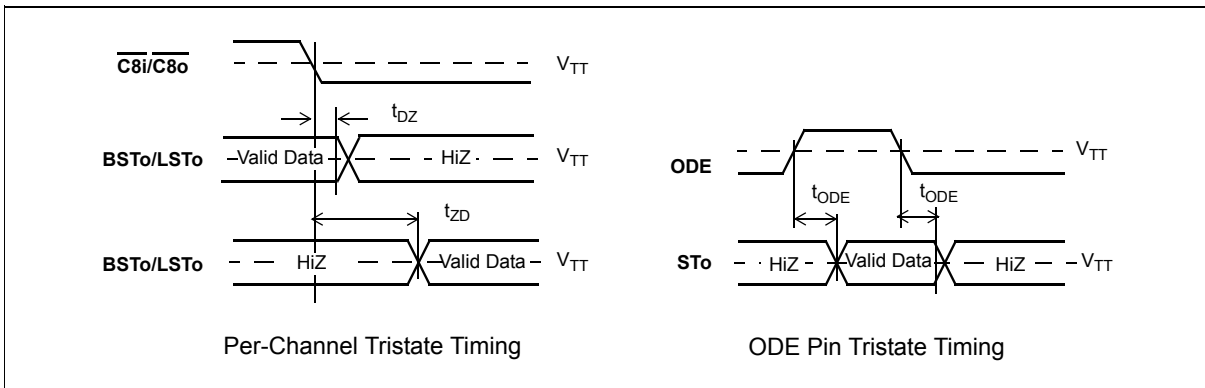 C8i/C8o
V_TT
t_DZ
BSTo/LSTo
Valid Data
HiZ
V_TT
t_ZD
BSTo/LSTo
HiZ
Valid Data
V_TT
Per-Channel Tristate Timing
ODE
V_TT
t_ODE
t_ODE
STo
HiZ
Valid Data
HiZ
V_TT
ODE Pin Tristate Timing